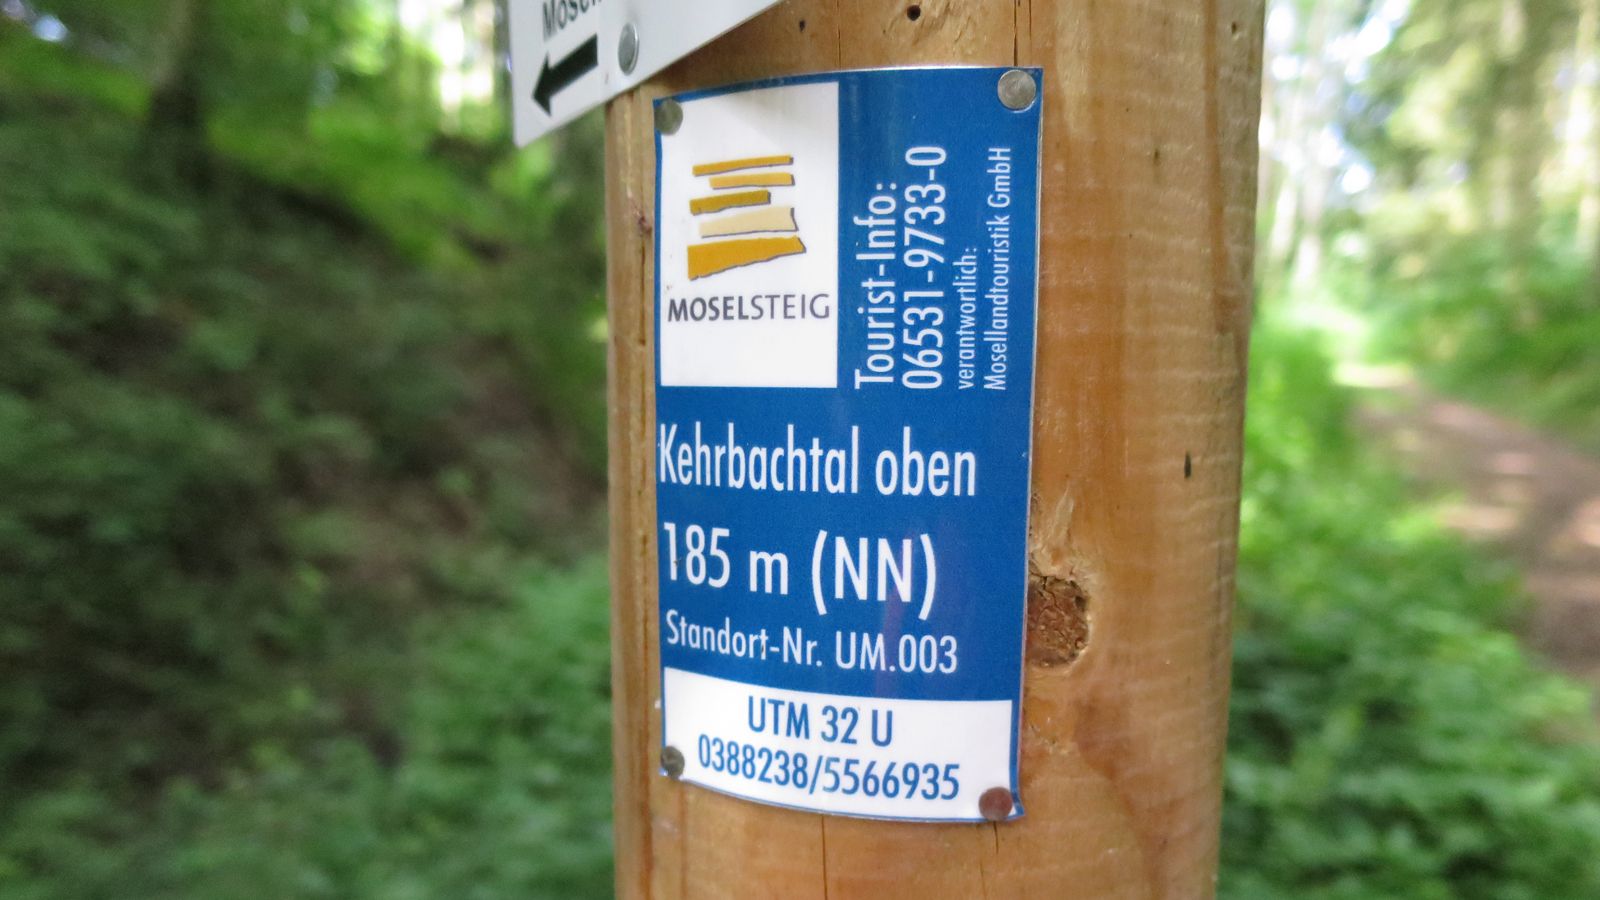 MOSELSTEIG
Tourist-Info:
06531-9733-0
verantwortlich:
Mosellandtouristik GmbH
Kehrbachtal oben
185 m (NN)
Standort-Nr. UM.003
UTM 32 U
0388238/5566935